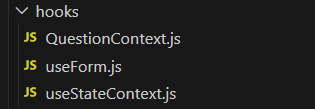 hooks
JS QuestionContext.js
JS useForm.js
JS useStateContext.js